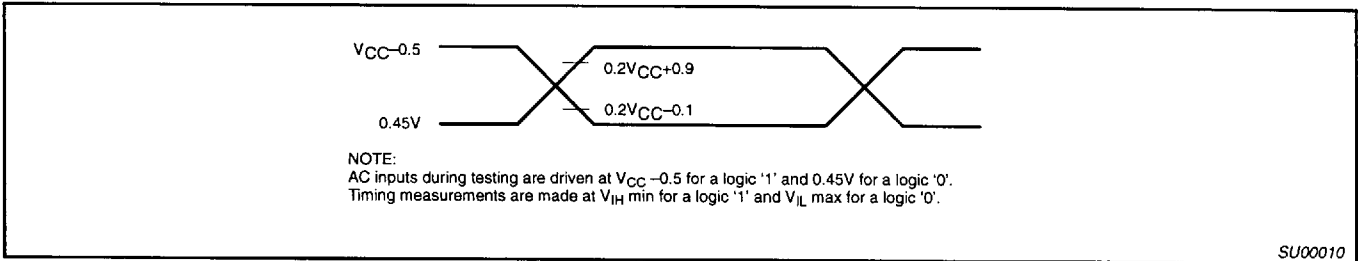 VCC–0.5
0.2VCC+0.9
0.2VCC–0.1
0.45V
NOTE:
AC inputs during testing are driven at VCC –0.5 for a logic '1' and 0.45V for a logic '0'.
Timing measurements are made at VIH min for a logic '1' and VIL max for a logic '0'.
SU00010